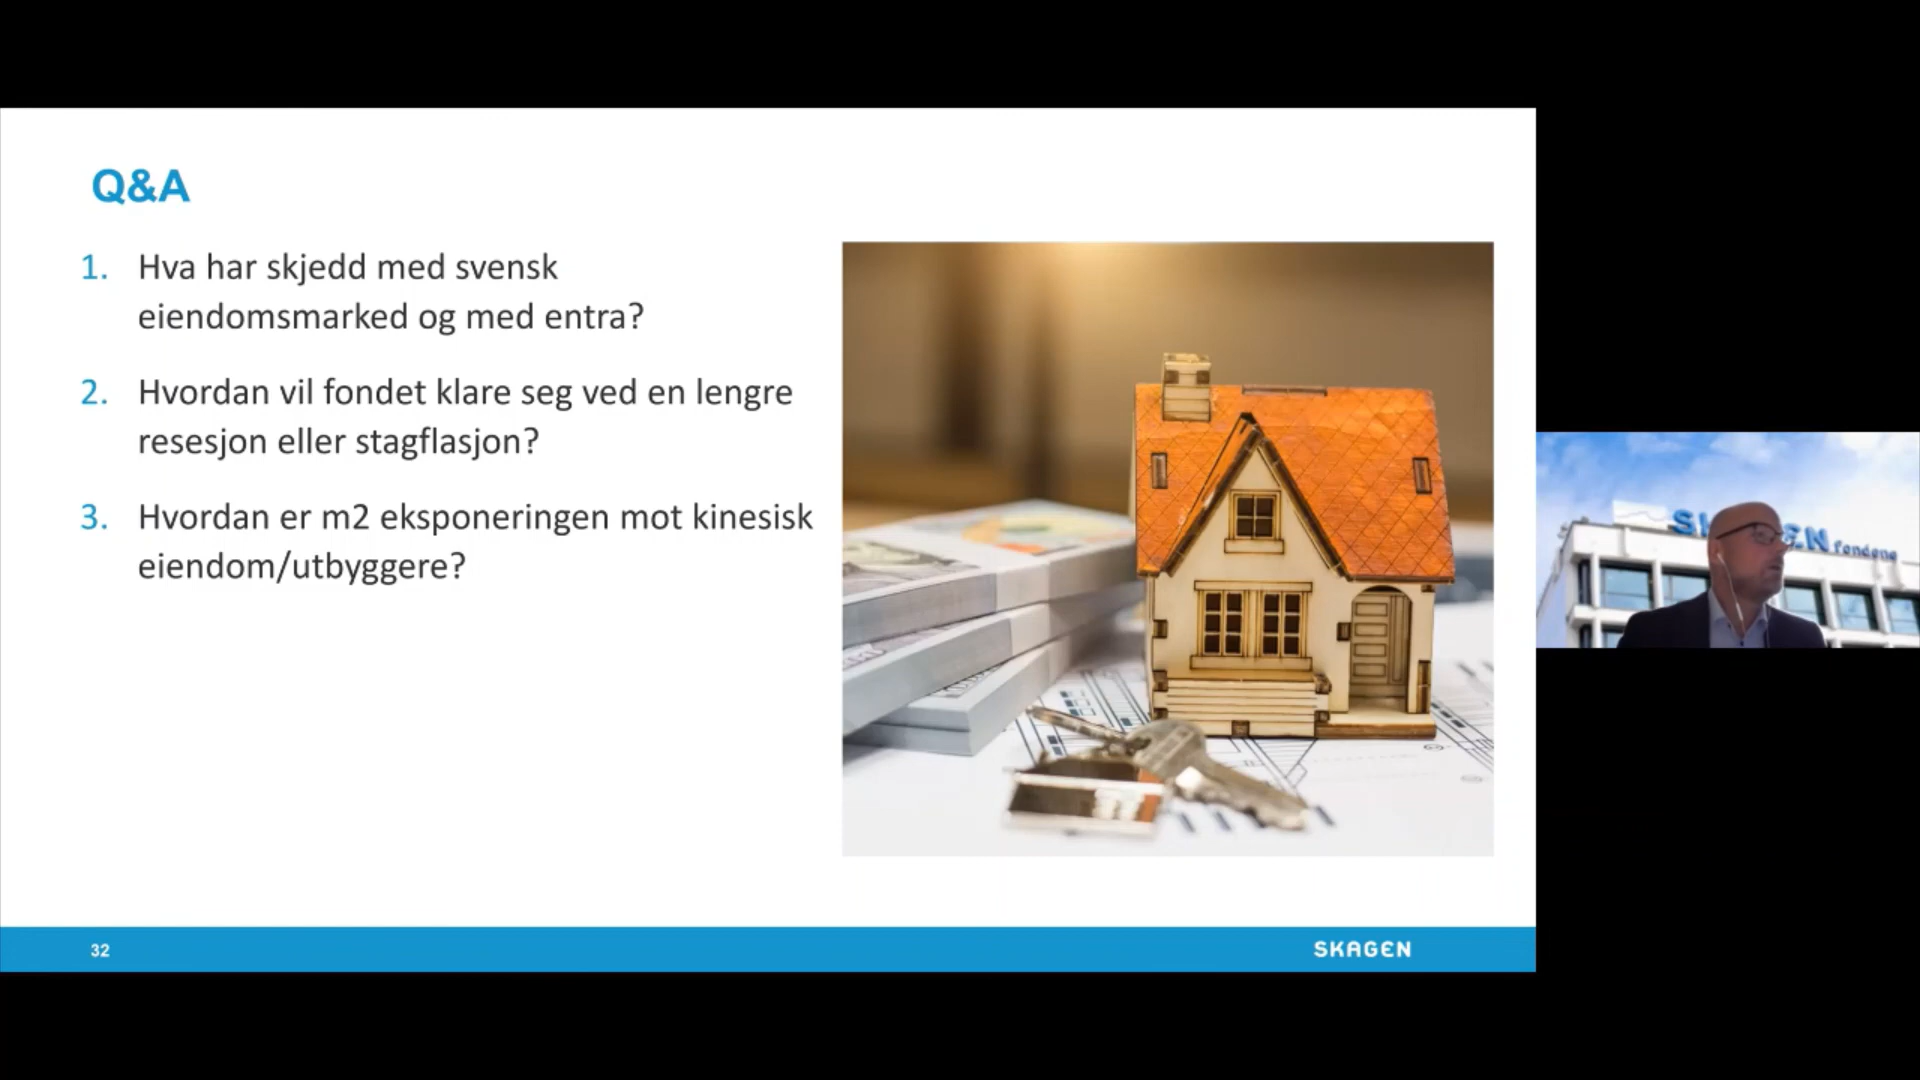 Q&A
1. Hva har skjedd med svensk
eiendomsmarked og med entra?
2. Hvordan vil fondet klare seg ved en lengre
resesjon eller stagflasjon?
3. Hvordan er m2 eksponeringen mot kinesisk
eiendom/utbyggere?
32
SKAGEN
fondene